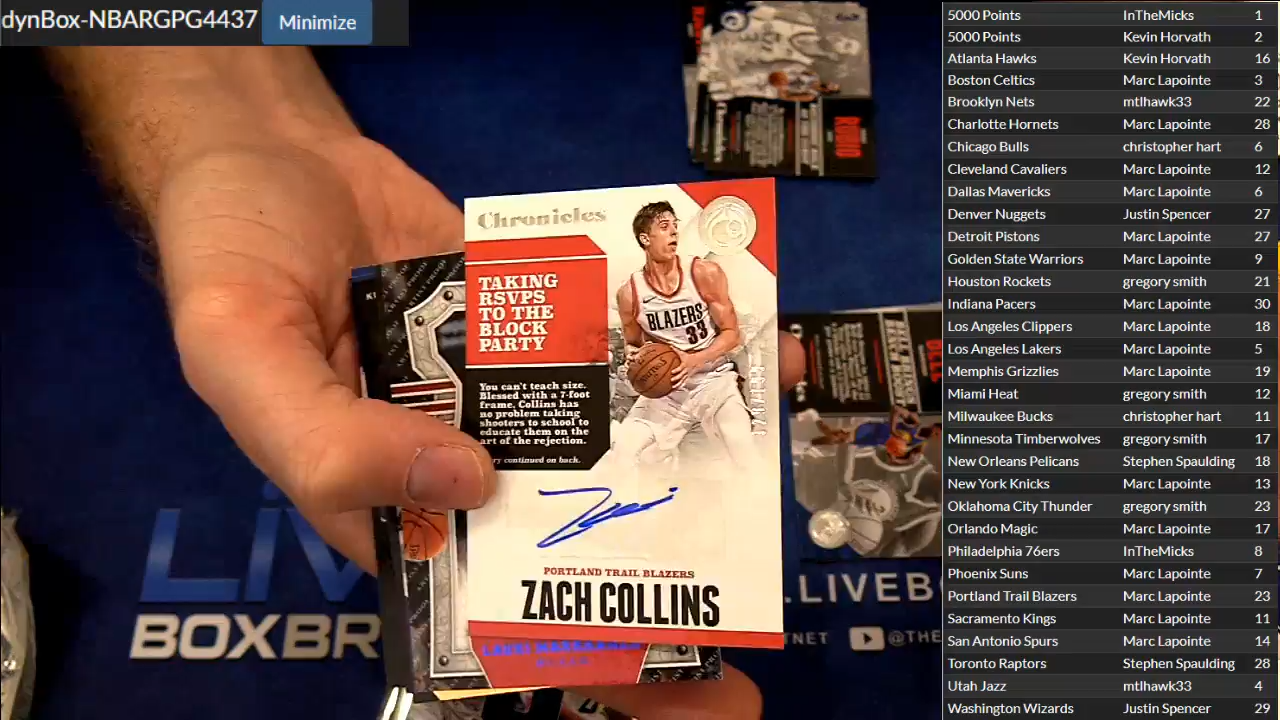 dynBox-NBARGPG4437 Minimize
Chronicles
TAKING
RSVPS
TO THE
BLOCK
PARTY
BLAZERS
33
You can't teach size.
Blessed with a 7-foot
frame, Collins has
no problem taking
shooters to school to
educate them on the
art of the rejection.
continued on back.
PORTLAND TRAIL BLAZERS
ZACH COLLINS
BOXBR
.LIVEB
@THE
5000 Points InTheMicks 1
5000 Points Kevin Horvath 2
Atlanta Hawks Kevin Horvath 16
Boston Celtics Marc Lapointe 3
Brooklyn Nets mtlhawk33 22
Charlotte Hornets Marc Lapointe 28
Chicago Bulls christopher hart 6
Cleveland Cavaliers Marc Lapointe 12
Dallas Mavericks Marc Lapointe 6
Denver Nuggets Justin Spencer 27
Detroit Pistons Marc Lapointe 27
Golden State Warriors Marc Lapointe 9
Houston Rockets gregory smith 21
Indiana Pacers Marc Lapointe 30
Los Angeles Clippers Marc Lapointe 18
Los Angeles Lakers Marc Lapointe 5
Memphis Grizzlies Marc Lapointe 19
Miami Heat gregory smith 12
Milwaukee Bucks christopher hart 11
Minnesota Timberwolves gregory smith 17
New Orleans Pelicans Stephen Spaulding 18
New York Knicks Marc Lapointe 13
Oklahoma City Thunder gregory smith 23
Orlando Magic Marc Lapointe 17
Philadelphia 76ers InTheMicks 8
Phoenix Suns Marc Lapointe 7
Portland Trail Blazers Marc Lapointe 23
Sacramento Kings Marc Lapointe 11
San Antonio Spurs Marc Lapointe 14
Toronto Raptors Stephen Spaulding 28
Utah Jazz mtlhawk33 4
Washington Wizards Justin Spencer 29